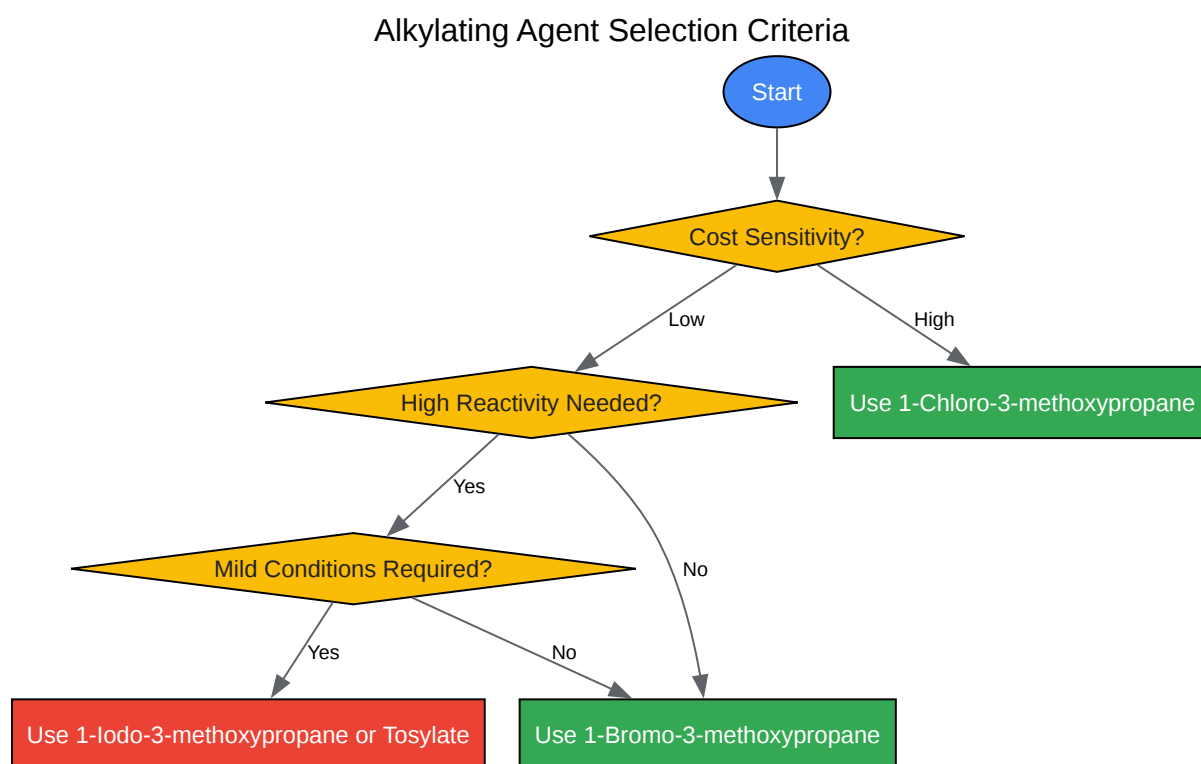 Alkylating Agent Selection Criteria
Start
Cost Sensitivity?
Low
High
High Reactivity Needed?
Use 1-Chloro-3-methoxypropane
Yes
No
Mild Conditions Required?
Yes
No
Use 1-Iodo-3-methoxypropane or Tosylate
Use 1-Bromo-3-methoxypropane